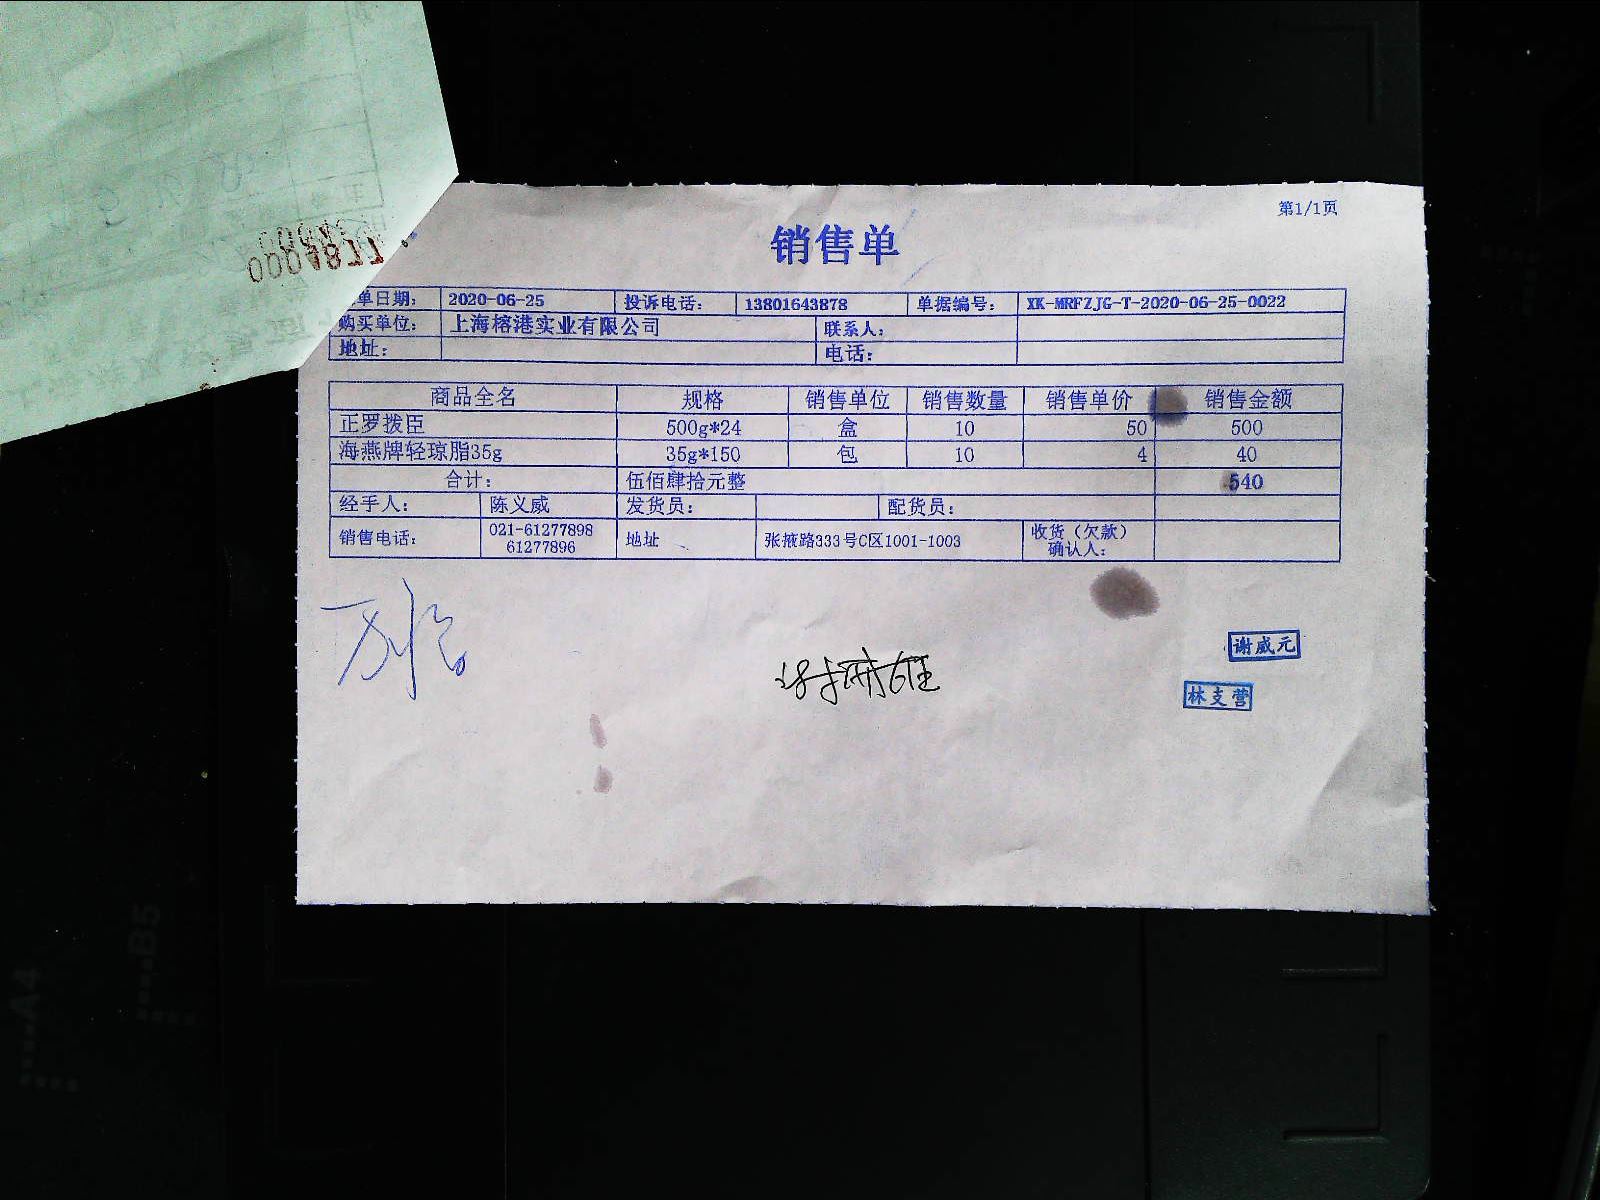 第1/1页
销售单
单日期: 2020-06-25 投诉电话: 13801643878 单据编号: XK-MRFZJG-T-2020-06-25-0022
购买单位: 上海榕港实业有限公司 联系人:
地址: 电话:
商品全名 规格 销售单位 销售数量 销售单价 销售金额
正罗拨臣 500g*24 盒 10 50 500
海燕牌轻琼脂35g 35g*150 包 10 4 40
合计: 伍佰肆拾元整 540
经手人: 陈义威 发货员: 配货员:
销售电话: 021-61277898 61277896 地址 张掖路333号C区1001-1003 收货(欠款)确认人:
谢威元
林支营
A4
B5